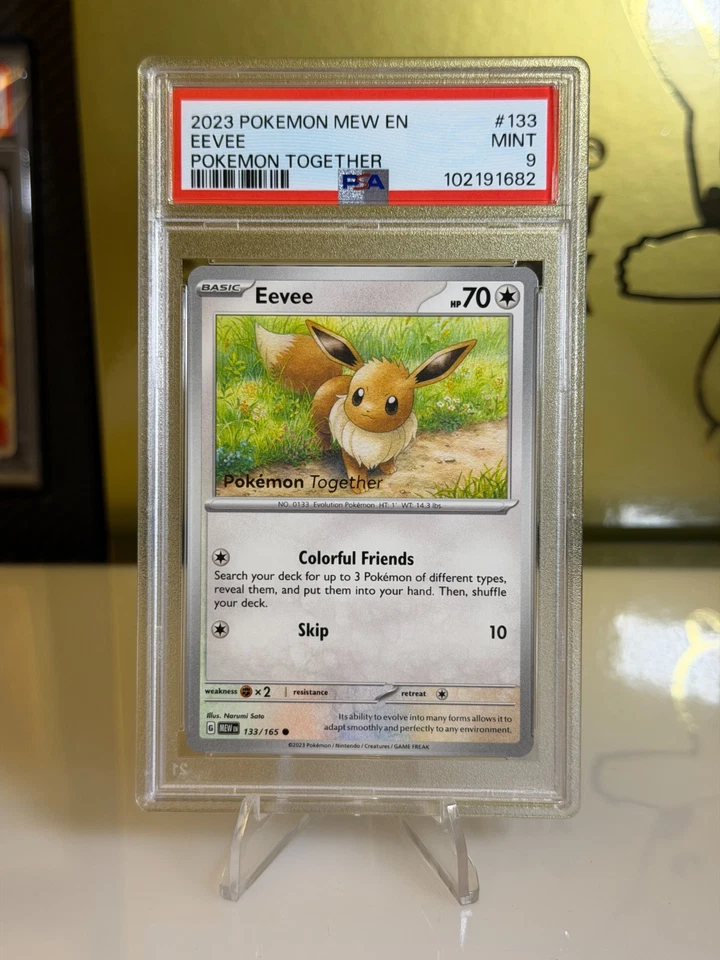 2023 POKEMON MEW EN #133
EEVEE MINT
POKEMON TOGETHER 9
PSA 102191682
BASIC Eevee HP 70
Pokémon Together
NO. 0133 Evolution Pokémon HT: 1' WT: 14.3 lbs
Colorful Friends
Search your deck for up to 3 Pokémon of different types,
reveal them, and put them into your hand. Then, shuffle
your deck.
Skip 10
weakness ×2 resistance retreat
Illus. Narumi Sato
Its ability to evolve into many forms allows it to
adapt smoothly and perfectly to any environment.
G MEW EN 133/165
©2023 Pokémon / Nintendo / Creatures / GAME FREAK